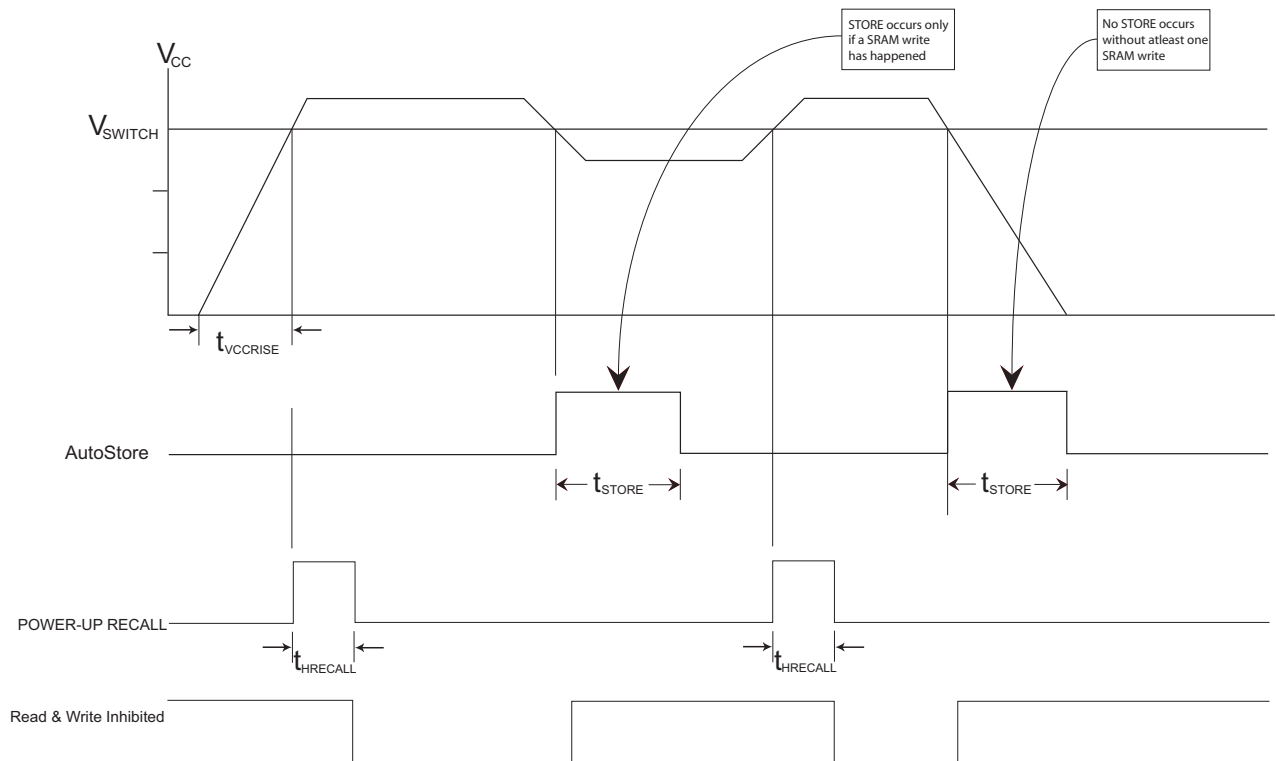 STORE occurs only
if a SRAM write
has happened
No STORE occurs
without atleast one
SRAM write
VCC
VSWITCH
tVCCRISE
AutoStore
tSTORE
tSTORE
POWER-UP RECALL
tHRECALL
tHRECALL
Read & Write Inhibited